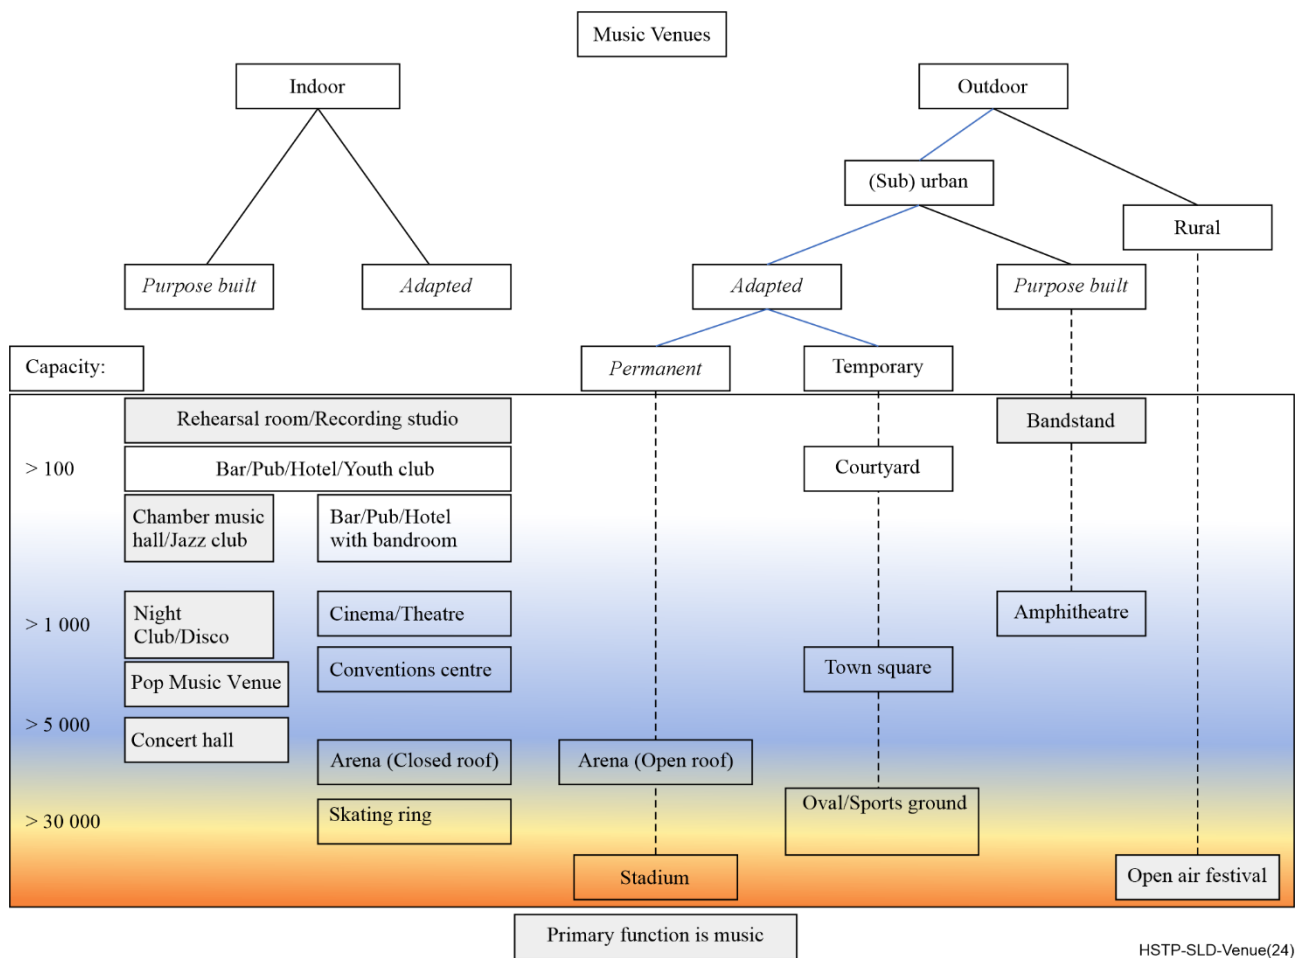 Music Venues
Indoor
Outdoor
(Sub) urban
Rural
Purpose built
Adapted
Adapted
Purpose built
Capacity:
Permanent
Temporary
Rehearsal room/Recording studio
Bandstand
> 100
Bar/Pub/Hotel/Youth club
Courtyard
Chamber music
hall/Jazz club
Bar/Pub/Hotel
with bandroom
> 1 000
Night
Club/Disco
Cinema/Theatre
Amphitheatre
Pop Music Venue
Conventions centre
Town square
> 5 000
Concert hall
Arena (Closed roof)
Arena (Open roof)
> 30 000
Skating ring
Oval/Sports ground
Stadium
Open air festival
Primary function is music
HSTP-SLD-Venue(24)